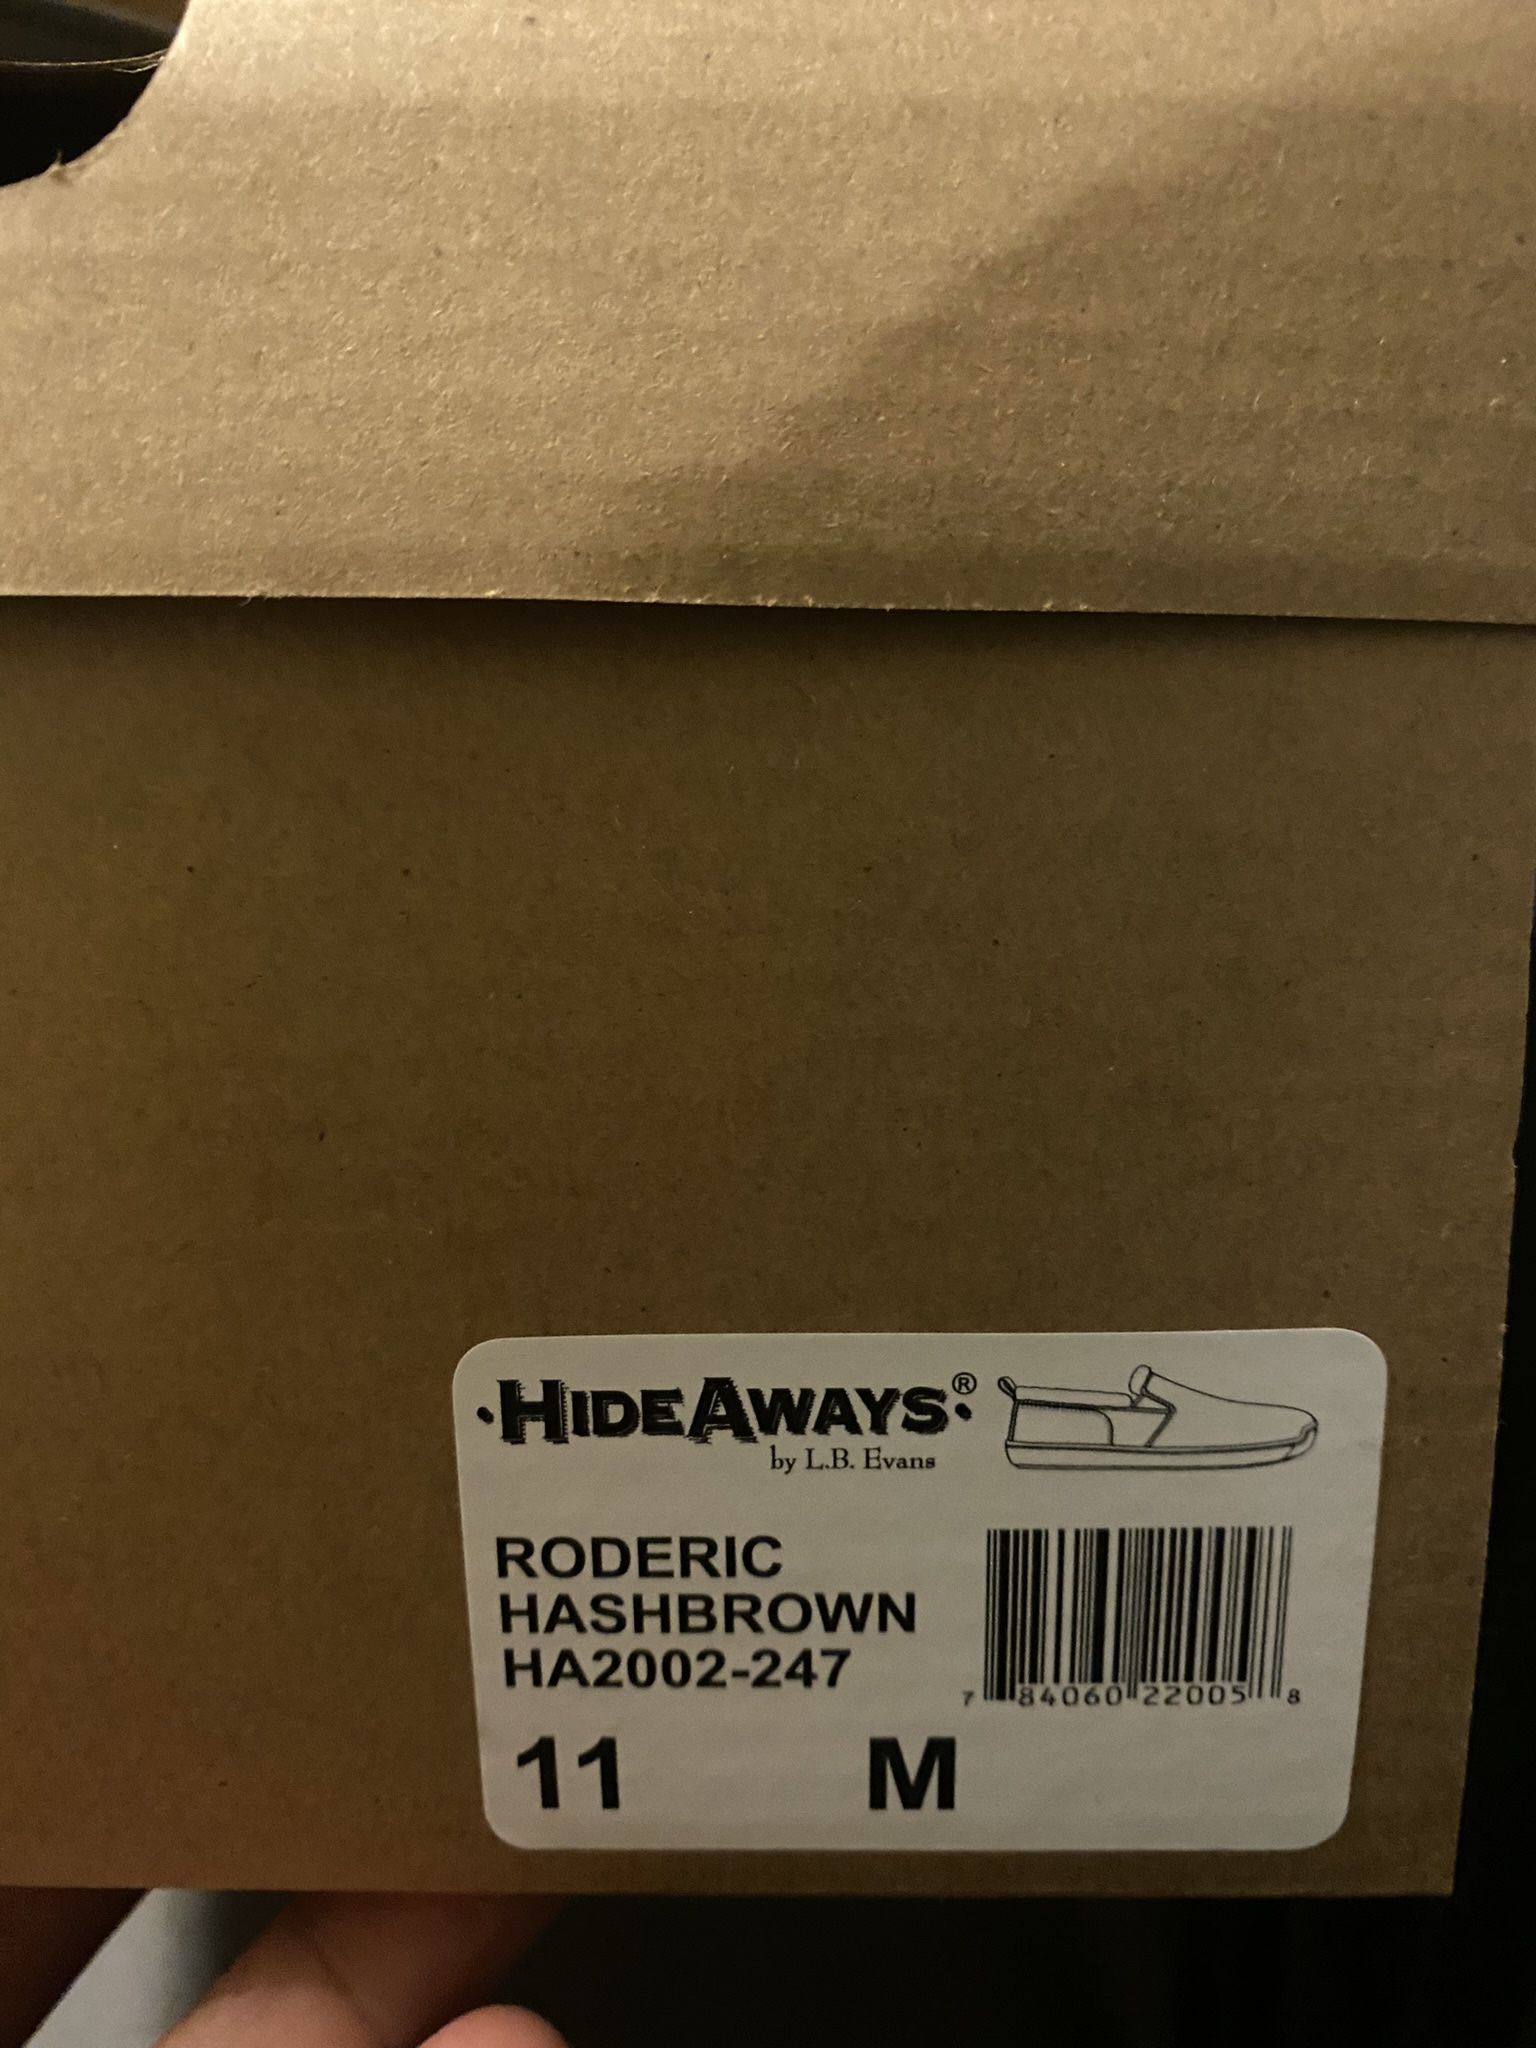 ·HIDEAWAYS®·
by L.B. Evans
RODERIC
HASHBROWN
HA2002-247
7 84060 22005 8
11 M